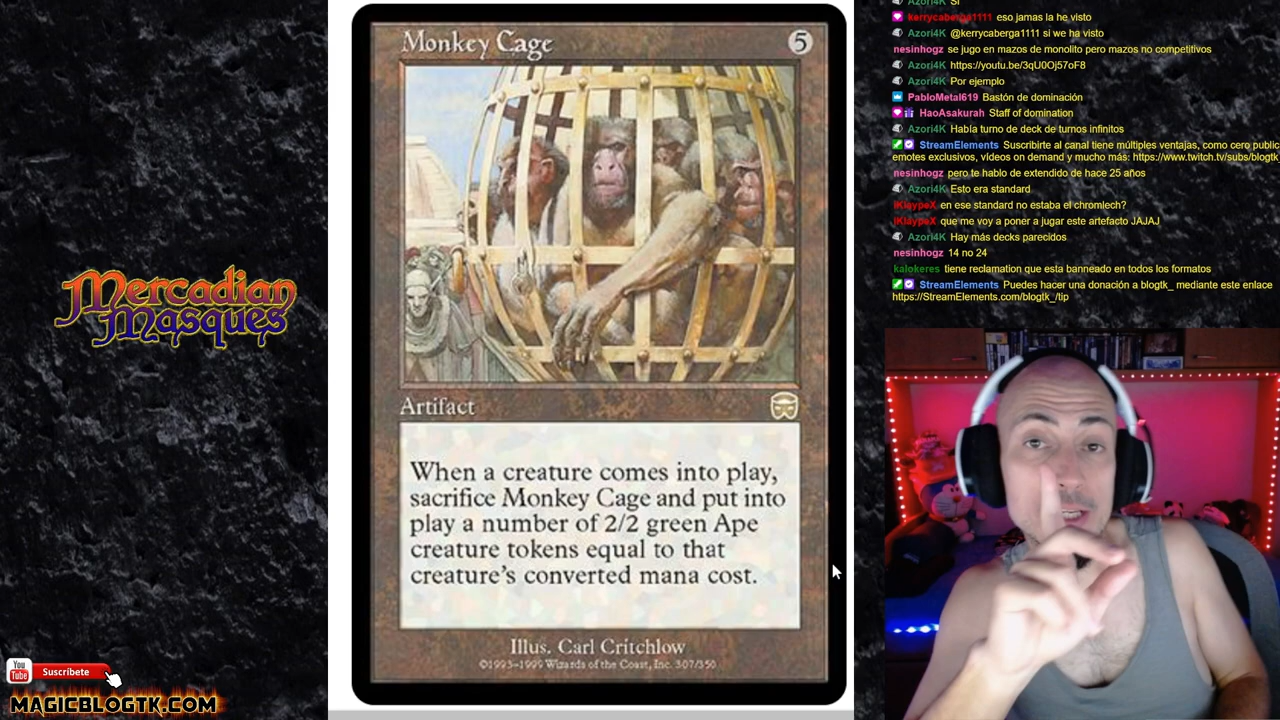 Mercadian
Masques
You
Tube
Suscríbete
MAGICBLOGTK.COM
Monkey Cage
5
Artifact
When a creature comes into play,
sacrifice Monkey Cage and put into
play a number of 2/2 green Ape
creature tokens equal to that
creature's converted mana cost.
Illus. Carl Critchlow
©1993-1999 Wizards of the Coast, Inc. 307/350
Azori4K Si
kerrycaberga1111 eso jamas la he visto
Azori4K @kerrycaberga1111 si we ha visto
nesinhogz se jugo en mazos de monolito pero mazos no competitivos
Azori4K https://youtu.be/3qU0Oj57oF8
Azori4K Por ejemplo
PabloMetal619 Bastón de dominación
HaoAsakurah Staff of domination
Azori4K Había turno de deck de turnos infinitos
StreamElements Suscribirte al canal tiene múltiples ventajas, como cero public
emotes exclusivos, vídeos on demand y mucho más: https://www.twitch.tv/subs/blogtk_
nesinhogz pero te hablo de extendido de hace 25 años
Azori4K Esto era standard
IKlaypeX en ese standard no estaba el chromlech?
IKlaypeX que me voy a poner a jugar este artefacto JAJAJ
Azori4K Hay más decks parecidos
nesinhogz 14 no 24
kalokeres tiene reclamation que esta banneado en todos los formatos
StreamElements Puedes hacer una donación a blogtk_ mediante este enlace
https://StreamElements.com/blogtk_/tip